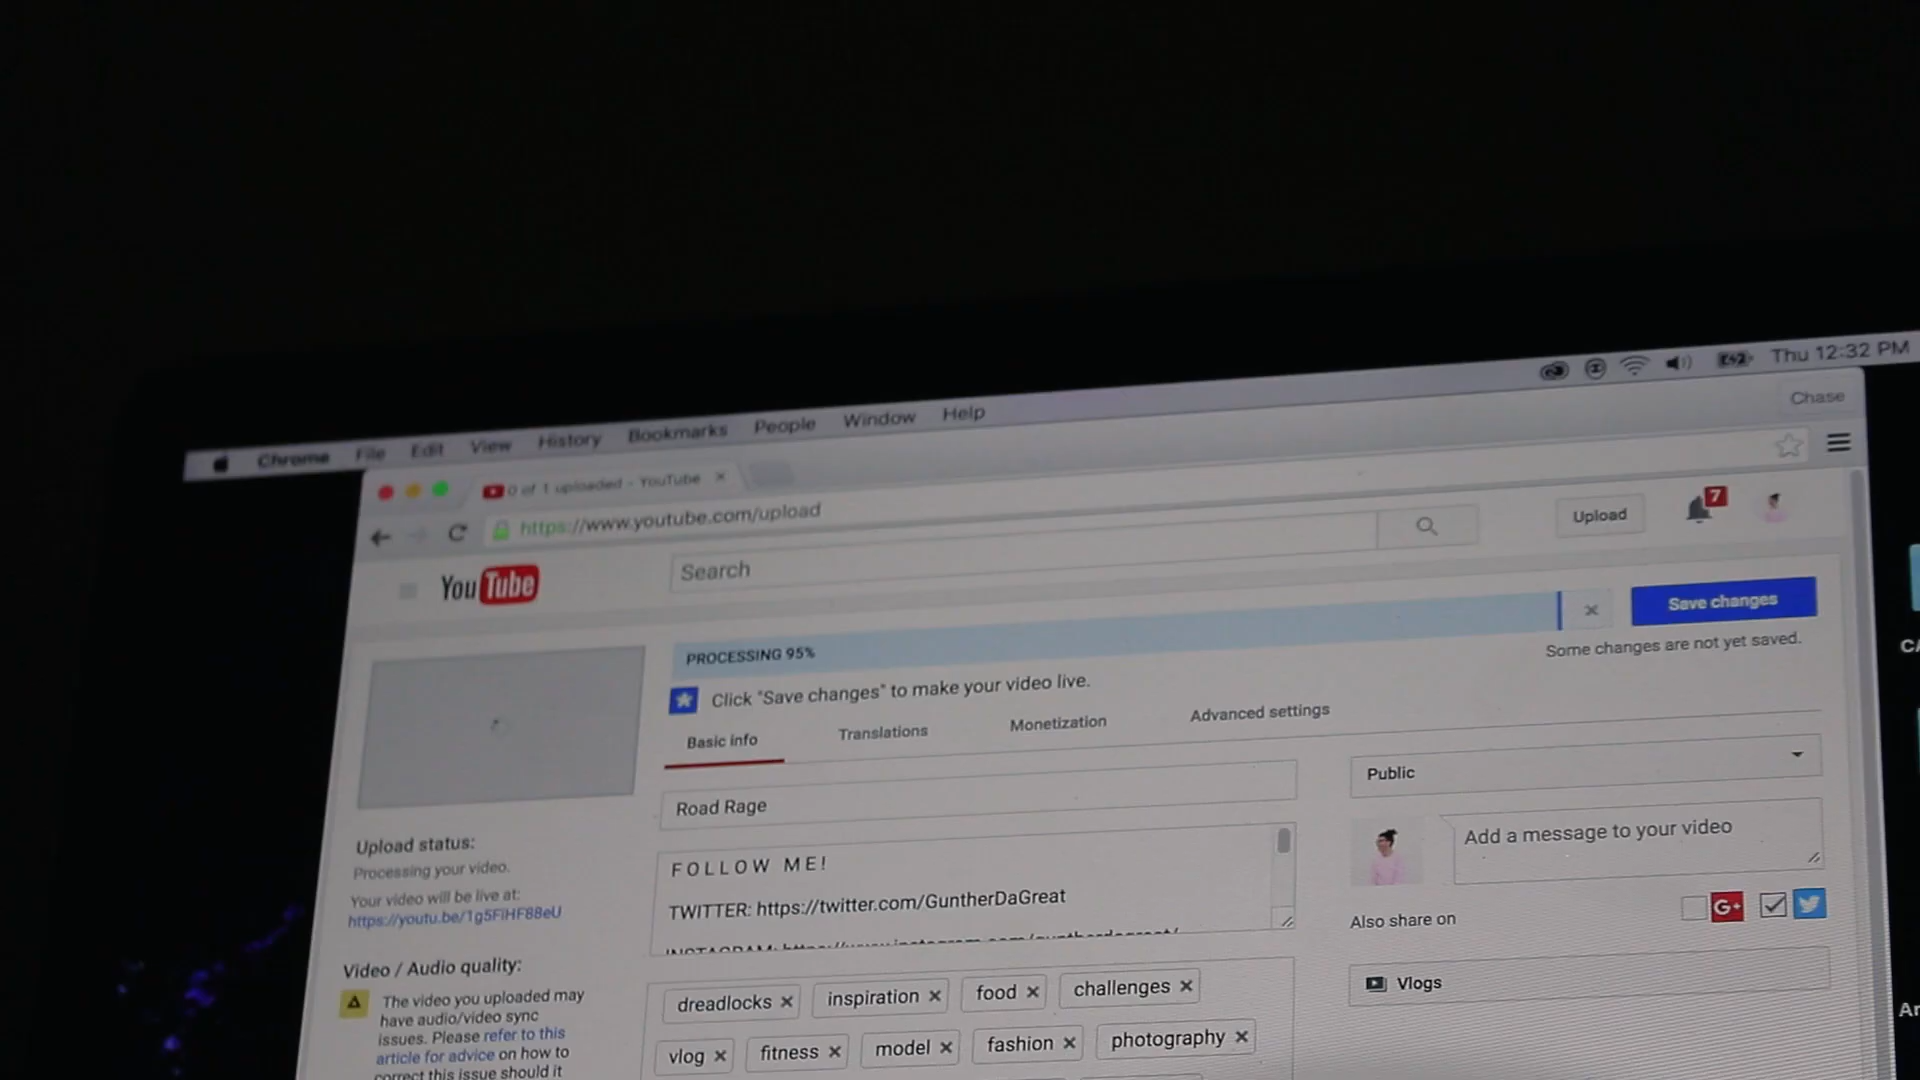 Chrome File Edit View History Bookmarks People Window Help
Thu 12:32 PM
Chase
0 of 1 uploaded - YouTube
https://www.youtube.com/upload
YouTube
Search
Upload
7
PROCESSING 95%
Save changes
Click "Save changes" to make your video live.
Some changes are not yet saved.
Basic info
Translations
Monetization
Advanced settings
Road Rage
Public
FOLLOW ME!
TWITTER: https://twitter.com/GuntherDaGreat
INSTAGRAM: https://www.instagram.com/guntherdagreat/
Add a message to your video
Also share on
G+
Vlogs
Upload status:
Processing your video.
Your video will be live at:
https://youtu.be/1g5FiHF88eU
Video / Audio quality:
The video you uploaded may
have audio/video sync
issues. Please refer to this
article for advice on how to
correct this issue should it
dreadlocks inspiration food challenges
vlog fitness model fashion photography